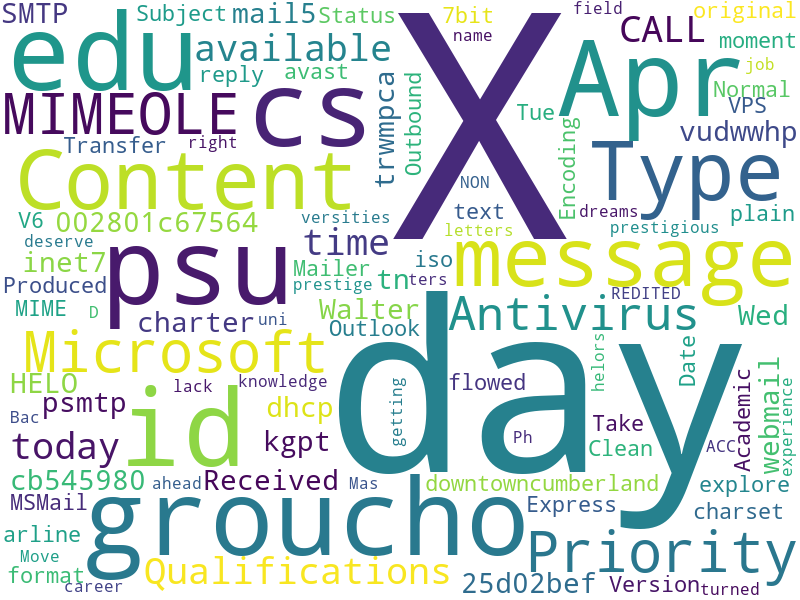 SMTP
edu
Subject
mail5
Status
7bit
name
field
CALL
original
moment
available
X
Apr
job
reply
avast
Normal
MIMEOLE
cs
trwmpca
Outbound
Tue
VPS
vudwwhp
Transfer
right
Encoding
Type
Content
NON
text
dreams
plain
prestigious
V6
002801c67564
versities
letters
deserve
time
message
inet7
psu
Mailer
tn
iso
ters
Produced
prestige
REDITED
MIME
D
charter
uni
Walter
Outlook
Antivirus
Wed
Microsoft
day
helors
Date
HELO
id
lack
knowledge
getting
flowed
webmail
experience
Academic
Bac
psmtp
dhcp
Take
today
kgpt
Ph
Clean
ACC
cb545980
ahead
Received
Mas
downtowncumberland
explore
MSMail
groucho
Express
charset
arline
Move
Priority
format
career
Qualifications
25d02bef
Version
turned